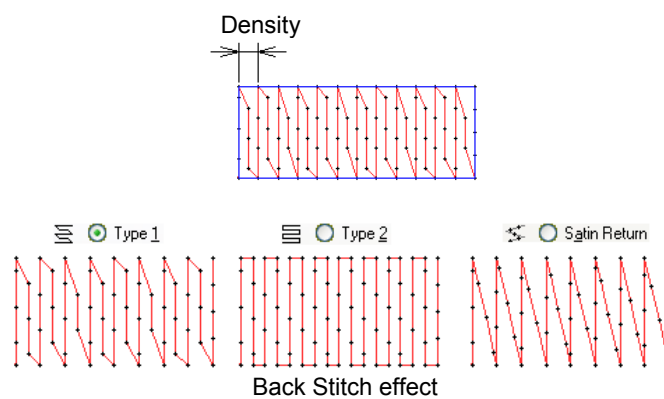 Density
Type 1
Type 2
Satin Return
Back Stitch effect